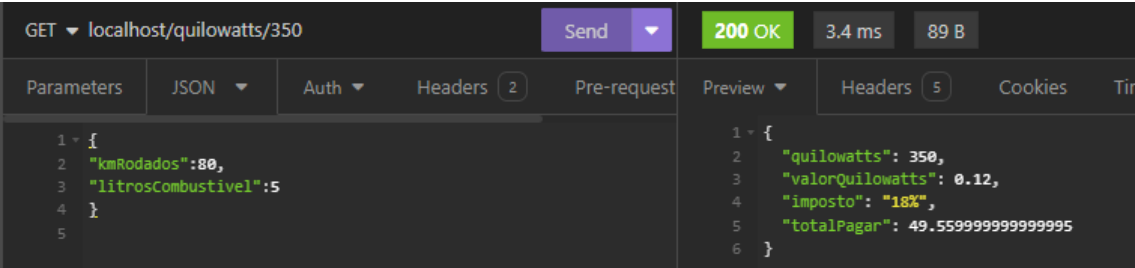 GET localhost/quilowatts/350 Send
Parameters JSON Auth Headers 2 Pre-request
1 {
2 "kmRodados":80,
3 "litrosCombustivel":5
4 }
5
200 OK 3.4 ms 89 B
Preview Headers 5 Cookies Tir
1 {
2 "quilowatts": 350,
3 "valorQuilowatts": 0.12,
4 "imposto": "18%",
5 "totalPagar": 49.559999999999995
6 }